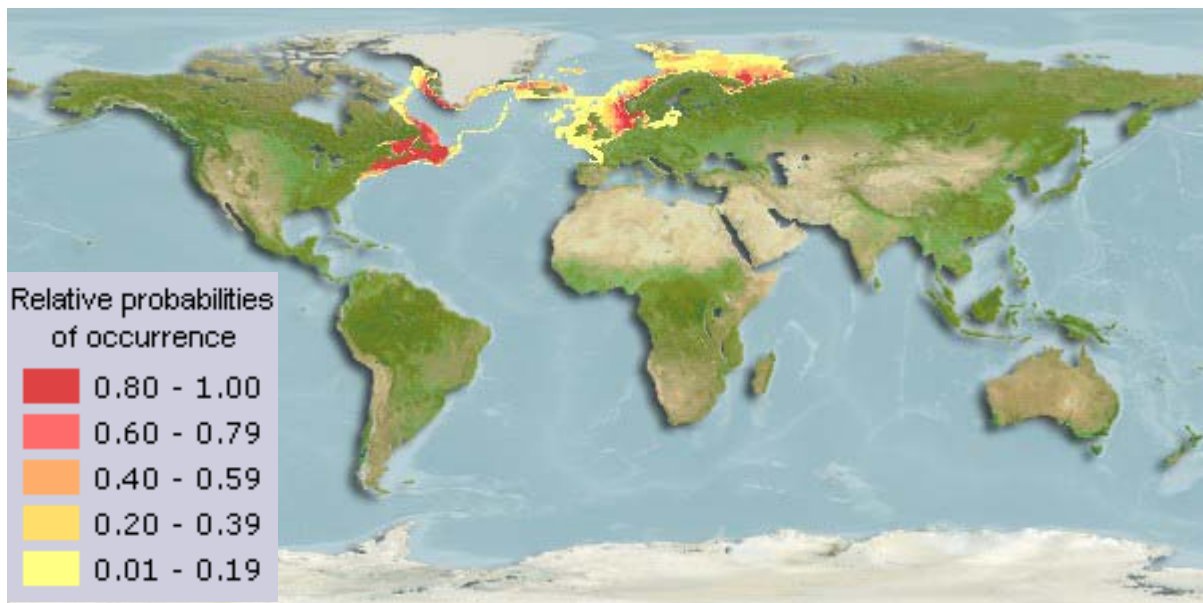 Relative probabilities
of occurrence
0.80 - 1.00
0.60 - 0.79
0.40 - 0.59
0.20 - 0.39
0.01 - 0.19